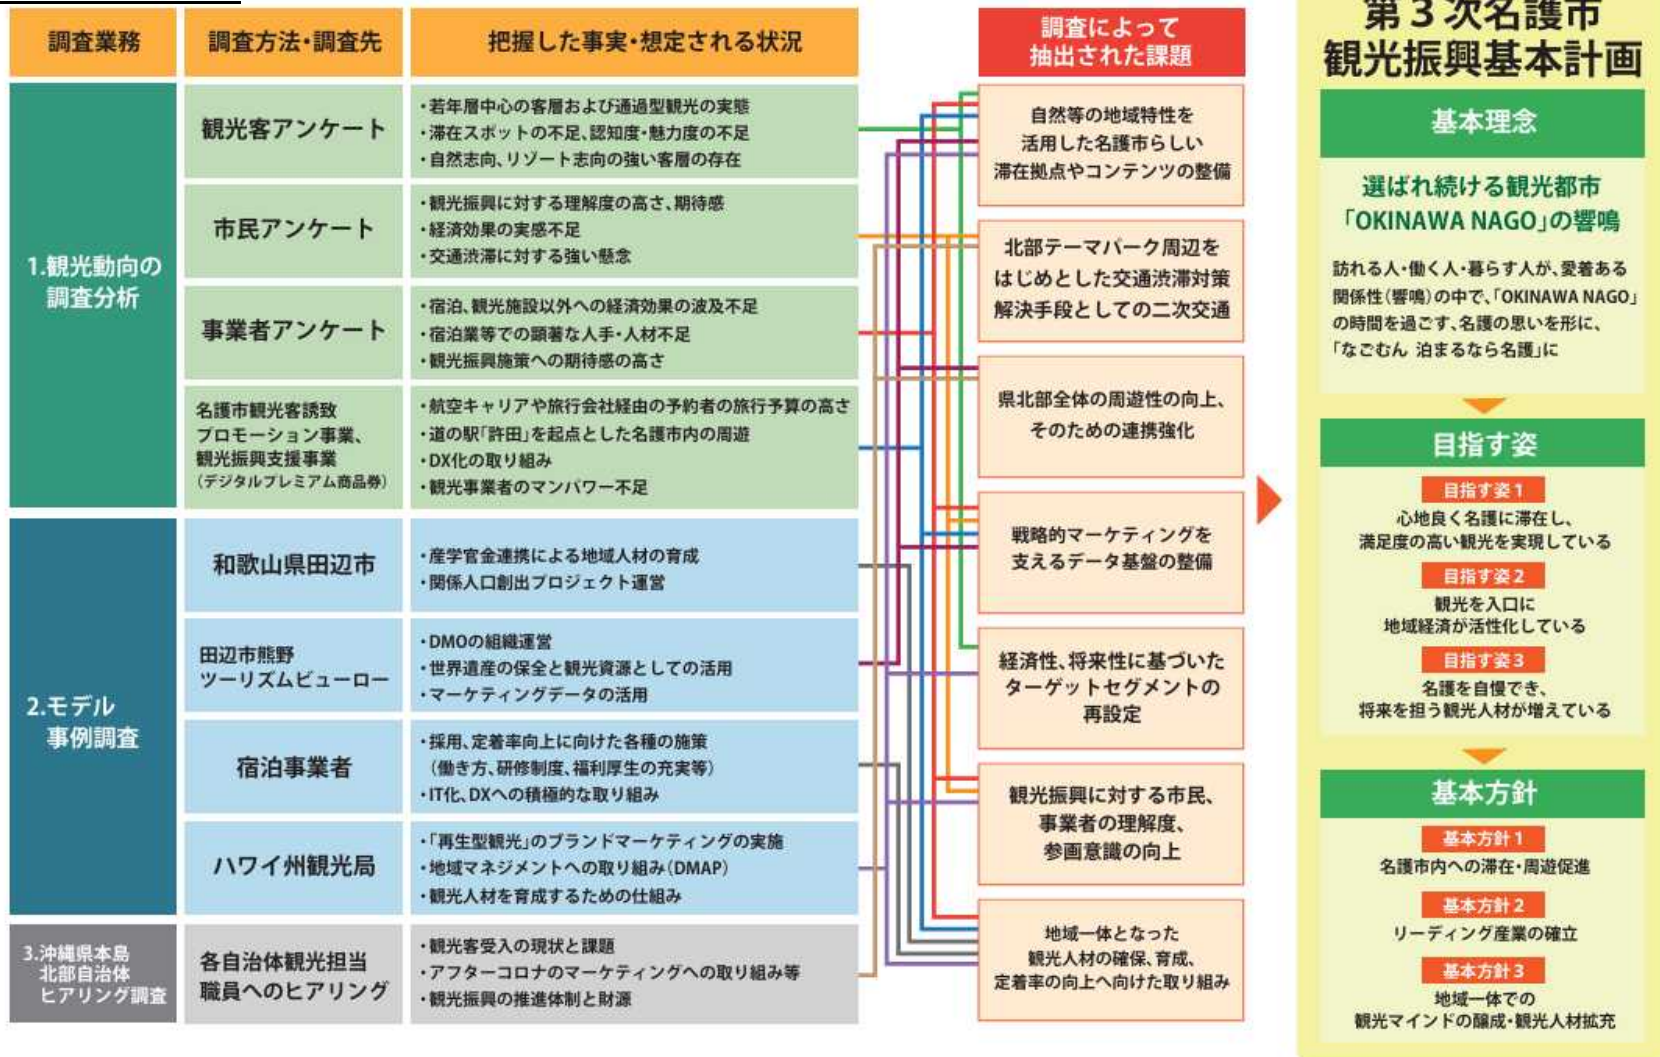 調査業務
調査方法・調査先
把握した事実・想定される状況
1.観光動向の
調査分析
観光客アンケート
・若年層中心の客層および通過型観光の実態
・滞在スポットの不足、認知度・魅力度の不足
・自然志向、リゾート志向の強い客層の存在
市民アンケート
・観光振興に対する理解度の高さ、期待感
・経済効果の実感不足
・交通渋滞に対する強い懸念
事業者アンケート
・宿泊、観光施設以外への経済効果の波及不足
・宿泊業等での顕著な人手・人材不足
・観光振興施策への期待感の高さ
名護市観光客誘致
プロモーション事業、
観光振興支援事業
（デジタルプレミアム商品券）
・航空キャリアや旅行会社経由の予約者の旅行予算の高さ
・道の駅「許田」を起点とした名護市内の周遊
・DX化の取り組み
・観光事業者のマンパワー不足
2.モデル
事例調査
和歌山県田辺市
・産学官金連携による地域人材の育成
・関係人口創出プロジェクト運営
田辺市熊野
ツーリズムビューロー
・DMOの組織運営
・世界遺産の保全と観光資源としての活用
・マーケティングデータの活用
宿泊事業者
・採用、定着率向上に向けた各種の施策
（働き方、研修制度、福利厚生の充実等）
・IT化、DXへの積極的な取り組み
ハワイ州観光局
・「再生型観光」のブランドマーケティングの実施
・地域マネジメントへの取り組み（DMAP）
・観光人材を育成するための仕組み
3.沖縄県本島
北部自治体
ヒアリング調査
各自治体観光担当
職員へのヒアリング
・観光客受入の現状と課題
・アフターコロナのマーケティングへの取り組み等
・観光振興の推進体制と財源
調査によって
抽出された課題
自然等の地域特性を
活用した名護市らしい
滞在拠点やコンテンツの整備
北部テーマパーク周辺を
はじめとした交通渋滞対策
解決手段としての二次交通
県北部全体の周遊性の向上、
そのための連携強化
戦略的マーケティングを
支えるデータ基盤の整備
経済性、将来性に基づいた
ターゲットセグメントの
再設定
観光振興に対する市民、
事業者の理解度、
参画意識の向上
地域一体となった
観光人材の確保、育成、
定着率の向上へ向けた取り組み
第3次名護市
観光振興基本計画
基本理念
選ばれ続ける観光都市
「OKINAWA NAGO」の響鳴
訪れる人・働く人・暮らす人が、愛着ある
関係性（響鳴）の中で、「OKINAWA NAGO」
の時間を過ごす、名護の思いを形に、
「なごむん 泊まるなら名護」に
目指す姿
目指す姿1
心地良く名護に滞在し、
満足度の高い観光を実現している
目指す姿2
観光を入口に
地域経済が活性化している
目指す姿3
名護を自慢でき、
将来を担う観光人材が増えている
基本方針
基本方針1
名護市内への滞在・周遊促進
基本方針2
リーディング産業の確立
基本方針3
地域一体での
観光マインドの醸成・観光人材拡充